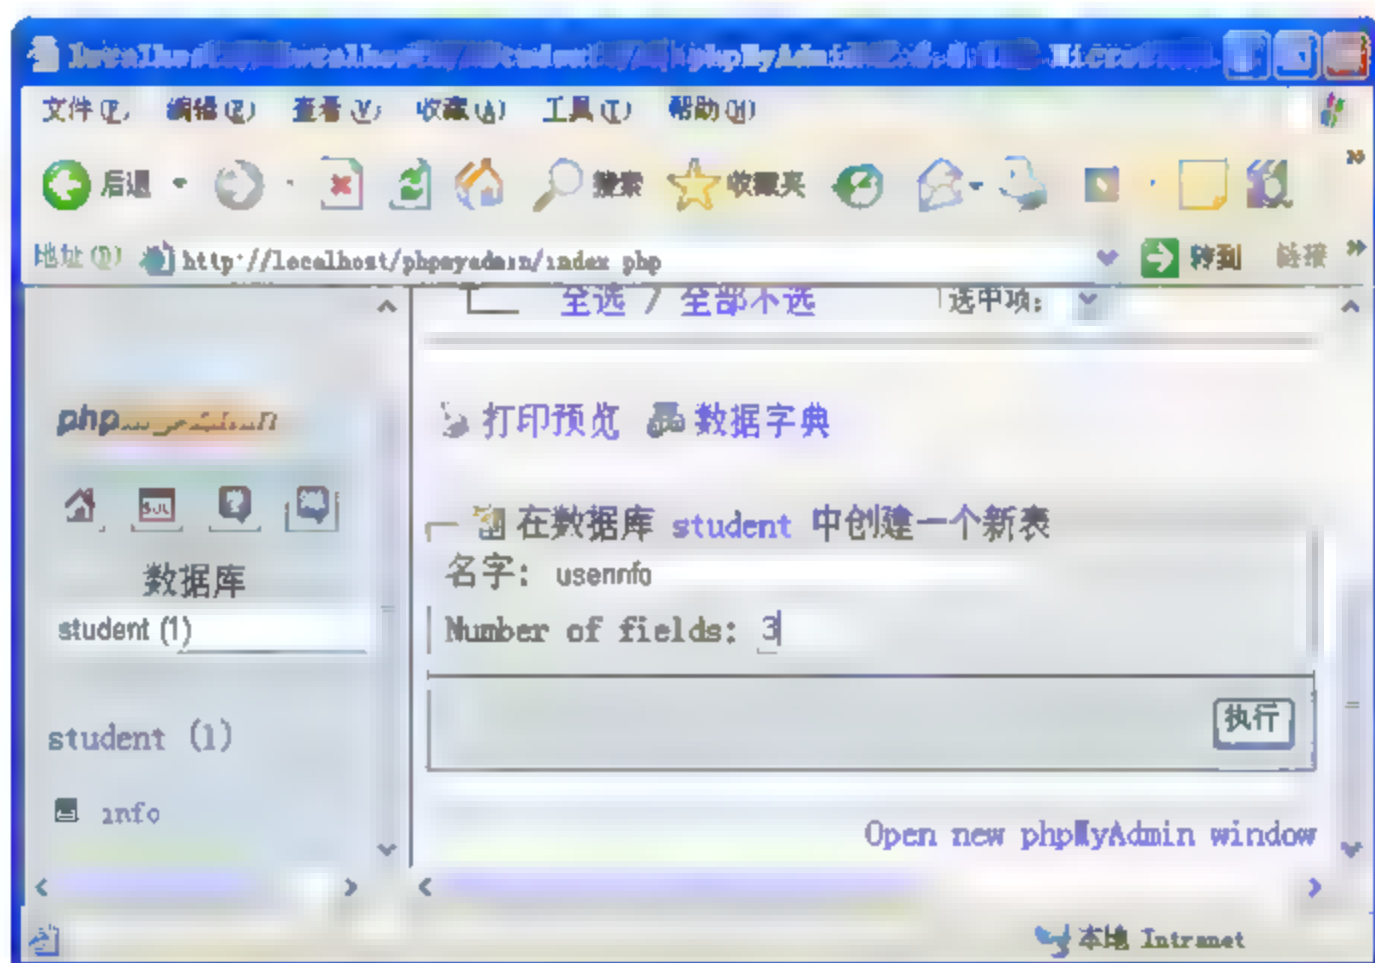 文件(F) 编辑(E) 查看(V) 收藏(A) 工具(T) 帮助(H)
后退 搜索 收藏夹
地址(D) http://localhost/phpmyadmin/index.php 转到 链接
全选 / 全部不选 选中项:
php
打印预览 数据字典
SQL
在数据库 student 中创建一个新表
数据库
名字: userinfo
student (1)
Number of fields: 3
执行
student (1)
info
Open new phpMyAdmin window
本地 Intranet